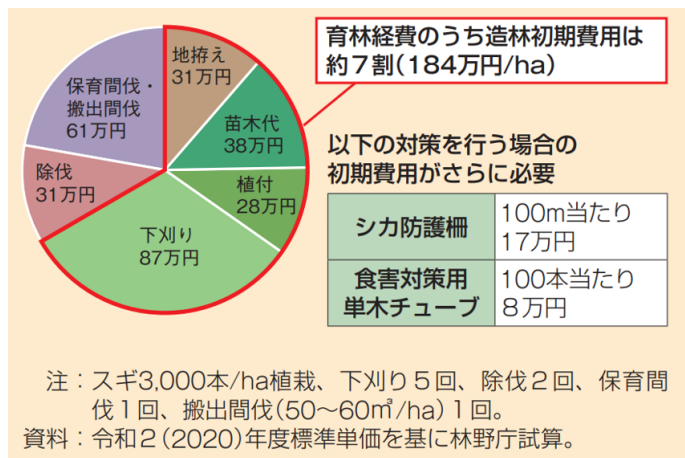 育林経費のうち造林初期費用は
約７割（184万円/ha）
地拵え
31万円
苗木代
38万円
植付
28万円
下刈り
87万円
除伐
31万円
保育間伐・
搬出間伐
61万円
以下の対策を行う場合の
初期費用がさらに必要
シカ防護柵
100m当たり
17万円
食害対策用
単木チューブ
100本当たり
８万円
注：スギ3,000本/ha植栽、下刈り５回、除伐２回、保育間
伐１回、搬出間伐（50～60㎥/ha）１回。
資料：令和２（2020）年度標準単価を基に林野庁試算。